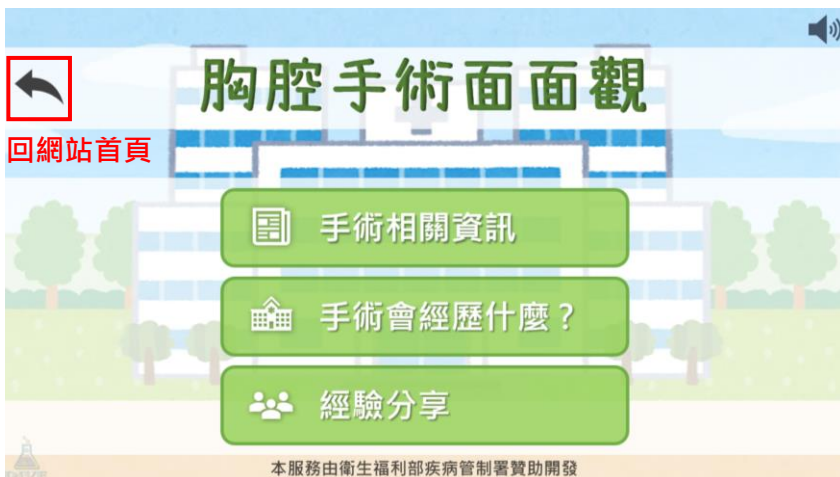 胸腔手術面面觀
回網站首頁
手術相關資訊
手術會經歷什麼？
經驗分享
本服務由衛生福利部疾病管制署贊助開發